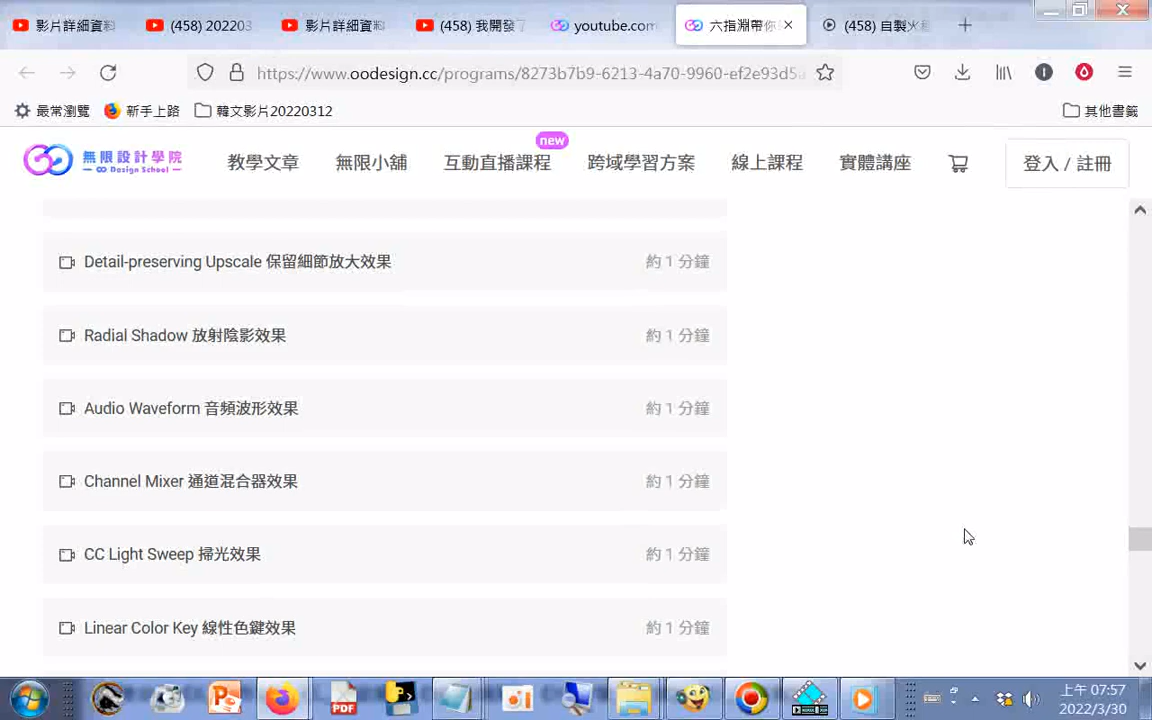 影片詳細資料
(458) 202203
影片詳細資料
(458) 我開發了
youtube.com
六指淵帶你
(458) 自製火
https://www.oodesign.cc/programs/8273b7b9-6213-4a70-9960-ef2e93d5a
最常瀏覽
新手上路
韓文影片20220312
其他書籤
無限設計學院
Design School
教學文章
無限小舖
new
互動直播課程
跨域學習方案
線上課程
實體講座
登入 / 註冊
Detail-preserving Upscale 保留細節放大效果 約 1 分鐘
Radial Shadow 放射陰影效果 約 1 分鐘
Audio Waveform 音頻波形效果 約 1 分鐘
Channel Mixer 通道混合器效果 約 1 分鐘
CC Light Sweep 掃光效果 約 1 分鐘
Linear Color Key 線性色鍵效果 約 1 分鐘
PDF
上午 07:57
2022/3/30